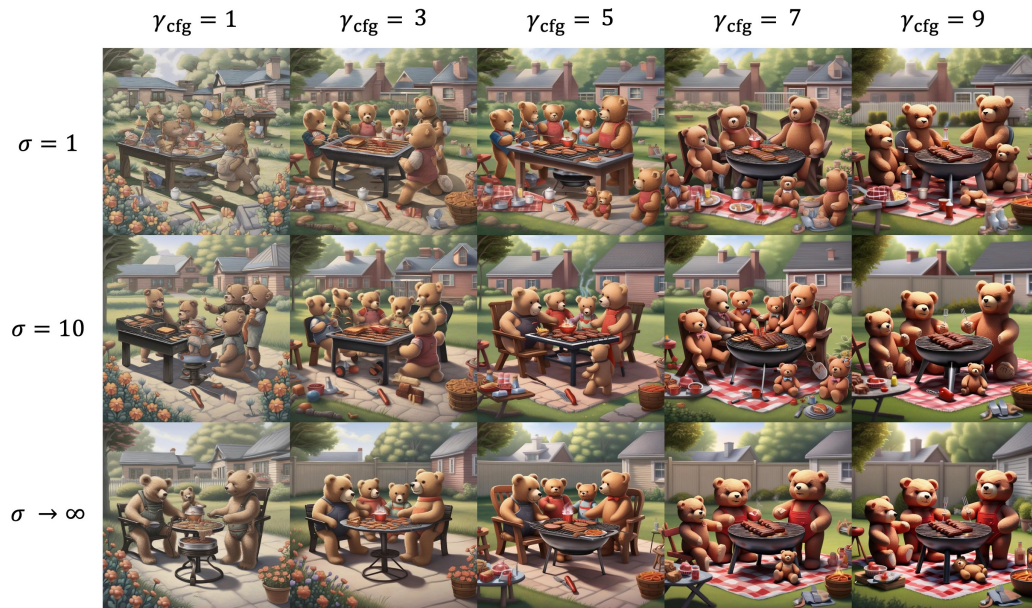 γcfg = 1 γcfg = 3 γcfg = 5 γcfg = 7 γcfg = 9
σ = 1
σ = 10
σ → ∞